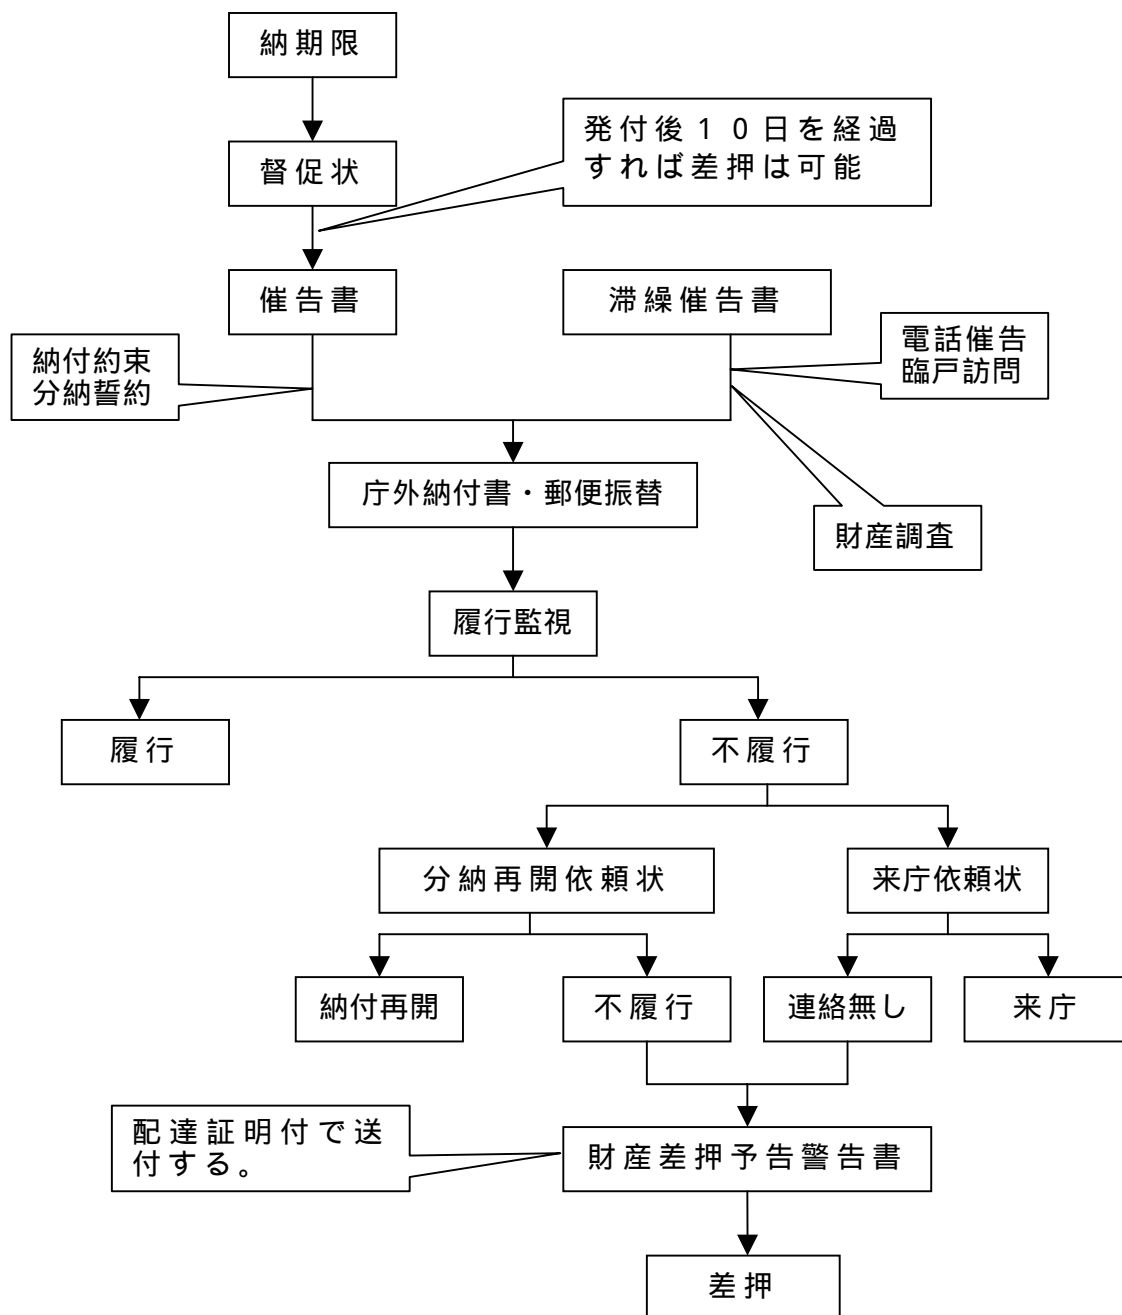 納期限
発付後１０日を経過
すれば差押は可能
督促状
催告書
滞繰催告書
納付約束
分納誓約
電話催告
臨戸訪問
庁外納付書・郵便振替
財産調査
履行監視
履行
不履行
分納再開依頼状
来庁依頼状
納付再開
不履行
連絡無し
来庁
配達証明付で送
付する。
財産差押予告警告書
差押